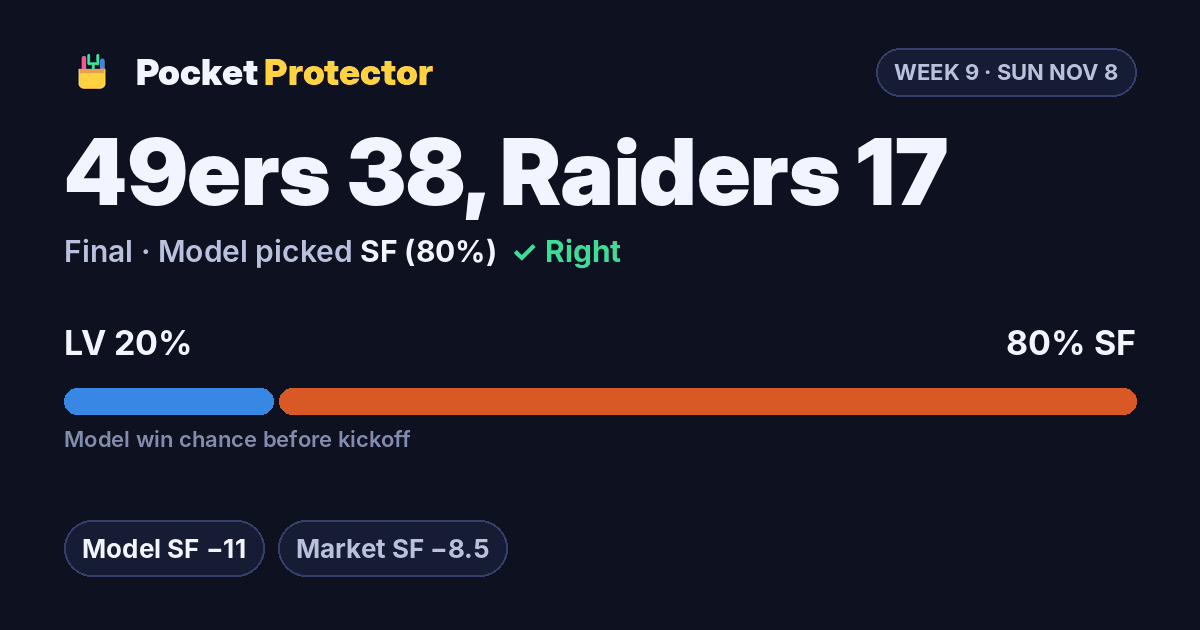 Pocket Protector
WEEK 9 · SUN NOV 8
49ers 38, Raiders 17
Final · Model picked SF (80%) ✓ Right
LV 20%
80% SF
Model win chance before kickoff
Model SF −11
Market SF −8.5